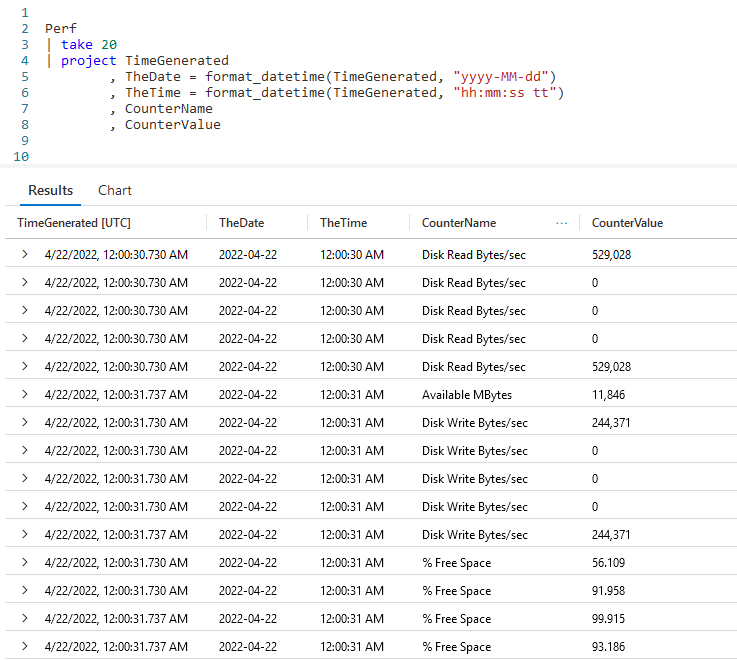 1
2 Perf
3 | take 20
4 | project TimeGenerated
5 , TheDate = format_datetime(TimeGenerated, "yyyy-MM-dd")
6 , TheTime = format_datetime(TimeGenerated, "hh:mm:ss tt")
7 , CounterName
8 , CounterValue
9
10
Results Chart
TimeGenerated [UTC] TheDate TheTime CounterName ··· CounterValue
> 4/22/2022, 12:00:30.730 AM 2022-04-22 12:00:30 AM Disk Read Bytes/sec 529,028
> 4/22/2022, 12:00:30.730 AM 2022-04-22 12:00:30 AM Disk Read Bytes/sec 0
> 4/22/2022, 12:00:30.730 AM 2022-04-22 12:00:30 AM Disk Read Bytes/sec 0
> 4/22/2022, 12:00:30.730 AM 2022-04-22 12:00:30 AM Disk Read Bytes/sec 0
> 4/22/2022, 12:00:30.730 AM 2022-04-22 12:00:30 AM Disk Read Bytes/sec 529,028
> 4/22/2022, 12:00:31.737 AM 2022-04-22 12:00:31 AM Available MBytes 11,846
> 4/22/2022, 12:00:31.730 AM 2022-04-22 12:00:31 AM Disk Write Bytes/sec 244,371
> 4/22/2022, 12:00:31.730 AM 2022-04-22 12:00:31 AM Disk Write Bytes/sec 0
> 4/22/2022, 12:00:31.730 AM 2022-04-22 12:00:31 AM Disk Write Bytes/sec 0
> 4/22/2022, 12:00:31.730 AM 2022-04-22 12:00:31 AM Disk Write Bytes/sec 0
> 4/22/2022, 12:00:31.737 AM 2022-04-22 12:00:31 AM Disk Write Bytes/sec 244,371
> 4/22/2022, 12:00:31.730 AM 2022-04-22 12:00:31 AM % Free Space 56.109
> 4/22/2022, 12:00:31.730 AM 2022-04-22 12:00:31 AM % Free Space 91.958
> 4/22/2022, 12:00:31.737 AM 2022-04-22 12:00:31 AM % Free Space 99.915
> 4/22/2022, 12:00:31.737 AM 2022-04-22 12:00:31 AM % Free Space 93.186